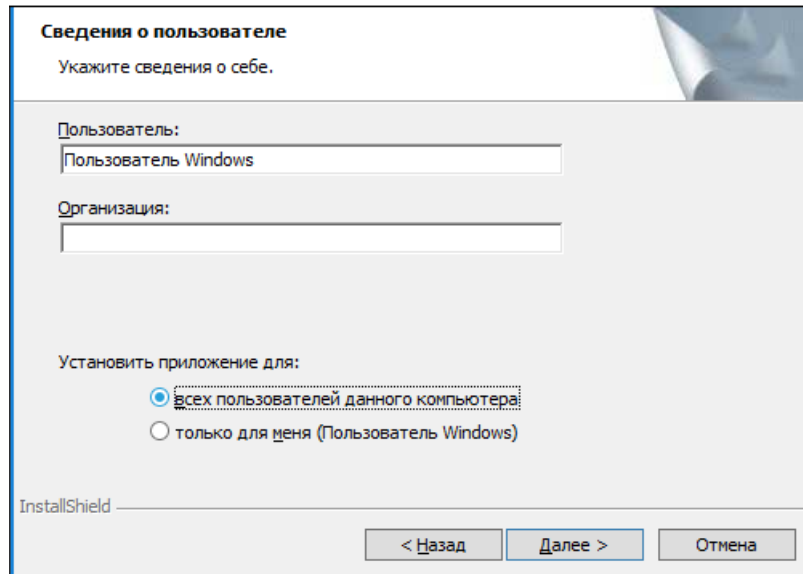 Сведения о пользователе
Укажите сведения о себе.
Пользователь:
Пользователь Windows
Организация:
Установить приложение для:
всех пользователей данного компьютера
только для меня (Пользователь Windows)
InstallShield
< Назад Далее > Отмена